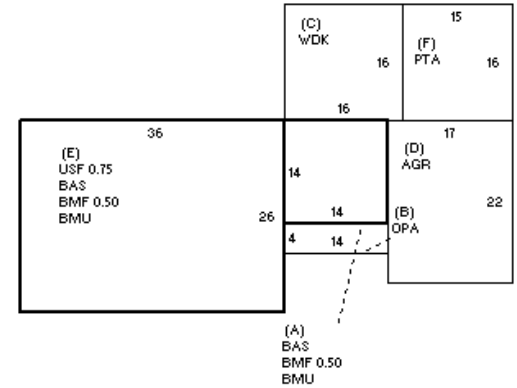 (C)
WDK
16
16
15
(F)
PTA
16
36
(E)
USF 0.75
BAS
BMF 0.50
BMU
26
14
14
17
(D)
AGR
22
(B)
OPA
4
14
(A)
BAS
BMF 0.50
BMU